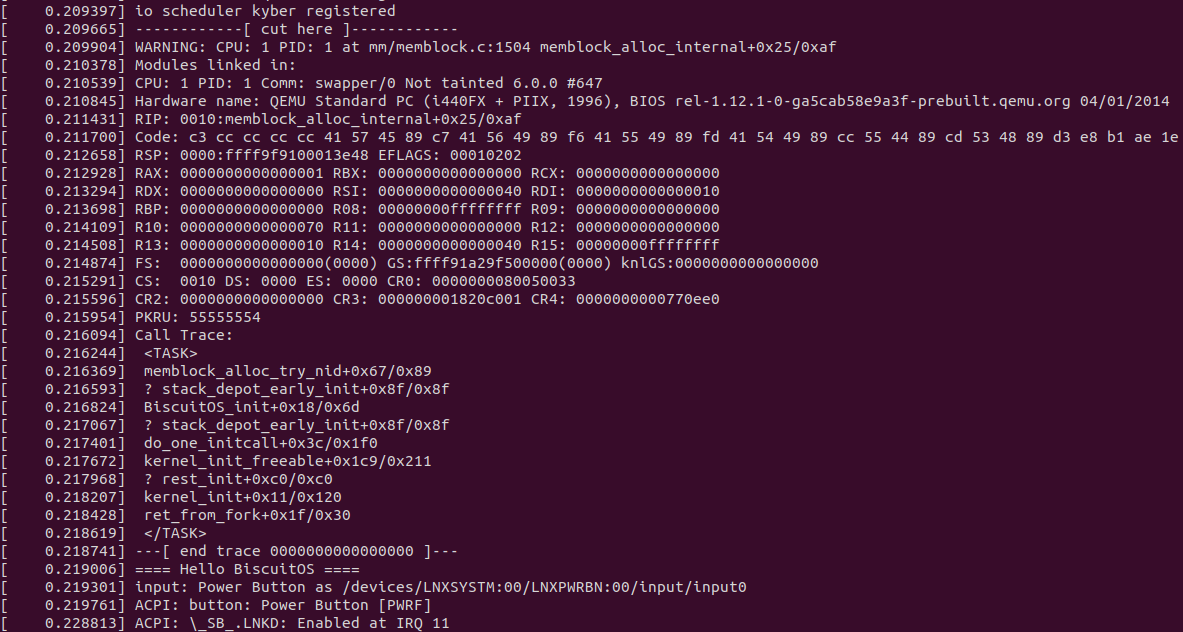 [    0.209397] io scheduler kyber registered
[    0.209665] ------------[ cut here ]------------
[    0.209904] WARNING: CPU: 1 PID: 1 at mm/memblock.c:1504 memblock_alloc_internal+0x25/0xaf
[    0.210378] Modules linked in:
[    0.210539] CPU: 1 PID: 1 Comm: swapper/0 Not tainted 6.0.0 #647
[    0.210845] Hardware name: QEMU Standard PC (i440FX + PIIX, 1996), BIOS rel-1.12.1-0-ga5cab58e9a3f-prebuilt.qemu.org 04/01/2014
[    0.211431] RIP: 0010:memblock_alloc_internal+0x25/0xaf
[    0.211700] Code: c3 cc cc cc cc 41 57 45 89 c7 41 56 49 89 f6 41 55 49 89 fd 41 54 49 89 cc 55 44 89 cd 53 48 89 d3 e8 b1 ae 1e
[    0.212658] RSP: 0000:ffff9f9100013e48 EFLAGS: 00010202
[    0.212928] RAX: 0000000000000001 RBX: 0000000000000000 RCX: 0000000000000000
[    0.213294] RDX: 0000000000000000 RSI: 0000000000000040 RDI: 0000000000000010
[    0.213698] RBP: 0000000000000000 R08: 00000000ffffffff R09: 0000000000000000
[    0.214109] R10: 0000000000000070 R11: 0000000000000000 R12: 0000000000000000
[    0.214508] R13: 0000000000000010 R14: 0000000000000040 R15: 00000000ffffffff
[    0.214874] FS:  0000000000000000(0000) GS:ffff91a29f500000(0000) knlGS:0000000000000000
[    0.215291] CS:  0010 DS: 0000 ES: 0000 CR0: 0000000080050033
[    0.215596] CR2: 0000000000000000 CR3: 000000001820c001 CR4: 0000000000770ee0
[    0.215954] PKRU: 55555554
[    0.216094] Call Trace:
[    0.216244]  <TASK>
[    0.216369]  memblock_alloc_try_nid+0x67/0x89
[    0.216593]  ? stack_depot_early_init+0x8f/0x8f
[    0.216824]  BiscuitOS_init+0x18/0x6d
[    0.217067]  ? stack_depot_early_init+0x8f/0x8f
[    0.217401]  do_one_initcall+0x3c/0x1f0
[    0.217672]  kernel_init_freeable+0x1c9/0x211
[    0.217968]  ? rest_init+0xc0/0xc0
[    0.218207]  kernel_init+0x11/0x120
[    0.218428]  ret_from_fork+0x1f/0x30
[    0.218619]  </TASK>
[    0.218741] ---[ end trace 0000000000000000 ]---
[    0.219006] ==== Hello BiscuitOS ====
[    0.219301] input: Power Button as /devices/LNXSYSTM:00/LNXPWRBN:00/input/input0
[    0.219761] ACPI: button: Power Button [PWRF]
[    0.228813] ACPI: \_SB_.LNKD: Enabled at IRQ 11